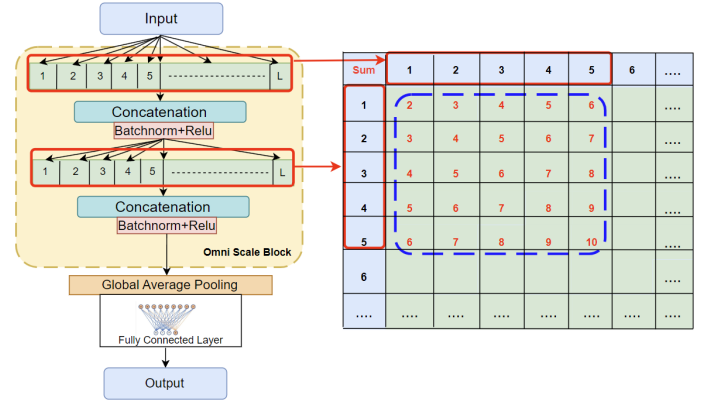 Input
1 2 3 4 5 L
Concatenation
Batchnorm+Relu
1 2 3 4 5 L
Concatenation
Batchnorm+Relu
Omni Scale Block
Global Average Pooling
Fully Connected Layer
Output
Sum 1 2 3 4 5 6 ....
1 2 3 4 5 6 ....
2 3 4 5 6 7 ....
3 4 5 6 7 8 ....
4 5 6 7 8 9 ....
5 6 7 8 9 10 ....
6 ....
.... .... .... .... .... .... .... ....